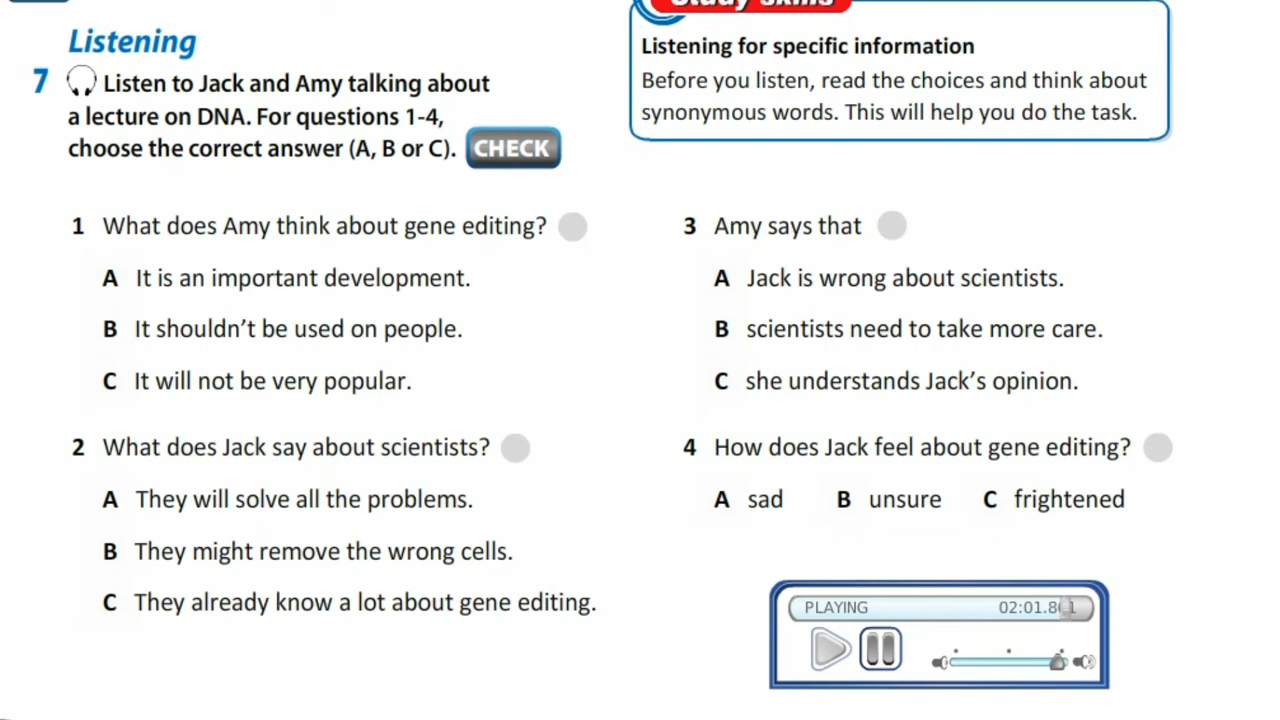 Study Skills
Listening
Listening for specific information
7 Listen to Jack and Amy talking about
a lecture on DNA. For questions 1-4,
choose the correct answer (A, B or C). CHECK
Before you listen, read the choices and think about
synonymous words. This will help you do the task.
1 What does Amy think about gene editing?
A It is an important development.
B It shouldn't be used on people.
C It will not be very popular.
2 What does Jack say about scientists?
A They will solve all the problems.
B They might remove the wrong cells.
C They already know a lot about gene editing.
3 Amy says that
A Jack is wrong about scientists.
B scientists need to take more care.
C she understands Jack's opinion.
4 How does Jack feel about gene editing?
A sad B unsure C frightened
PLAYING